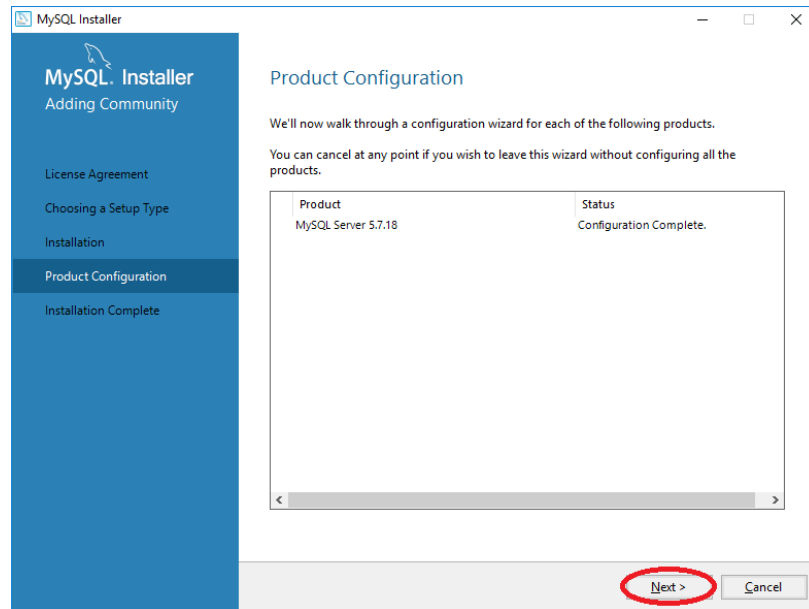 MySQL Installer
MySQL. Installer
Adding Community
License Agreement
Choosing a Setup Type
Installation
Product Configuration
Installation Complete
Product Configuration
We'll now walk through a configuration wizard for each of the following products.
You can cancel at any point if you wish to leave this wizard without configuring all the
products.
Product Status
MySQL Server 5.7.18 Configuration Complete.
Next > Cancel